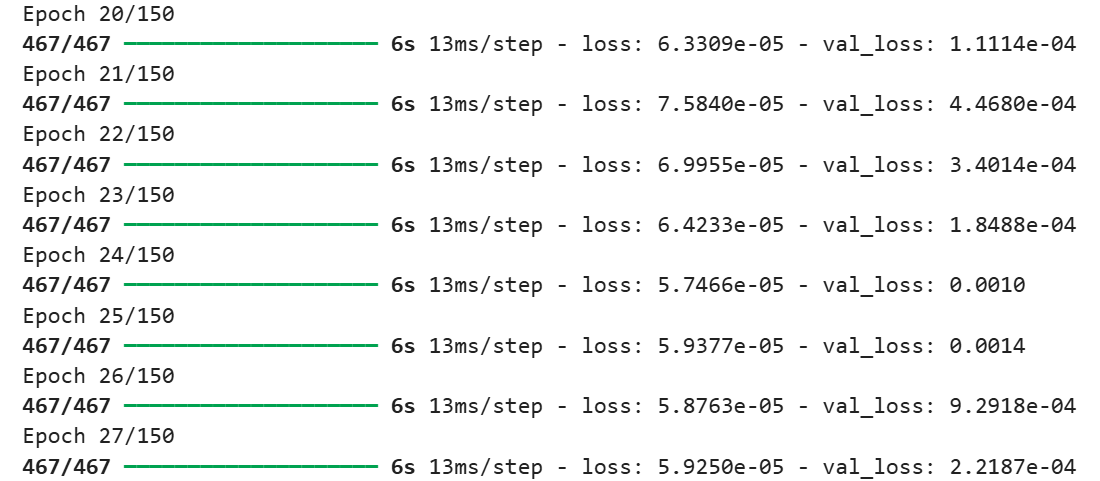 Epoch 20/150
467/467 ━━━━━━━━━━━━━━━━━━━━ 6s 13ms/step - loss: 6.3309e-05 - val_loss: 1.1114e-04
Epoch 21/150
467/467 ━━━━━━━━━━━━━━━━━━━━ 6s 13ms/step - loss: 7.5840e-05 - val_loss: 4.4680e-04
Epoch 22/150
467/467 ━━━━━━━━━━━━━━━━━━━━ 6s 13ms/step - loss: 6.9955e-05 - val_loss: 3.4014e-04
Epoch 23/150
467/467 ━━━━━━━━━━━━━━━━━━━━ 6s 13ms/step - loss: 6.4233e-05 - val_loss: 1.8488e-04
Epoch 24/150
467/467 ━━━━━━━━━━━━━━━━━━━━ 6s 13ms/step - loss: 5.7466e-05 - val_loss: 0.0010
Epoch 25/150
467/467 ━━━━━━━━━━━━━━━━━━━━ 6s 13ms/step - loss: 5.9377e-05 - val_loss: 0.0014
Epoch 26/150
467/467 ━━━━━━━━━━━━━━━━━━━━ 6s 13ms/step - loss: 5.8763e-05 - val_loss: 9.2918e-04
Epoch 27/150
467/467 ━━━━━━━━━━━━━━━━━━━━ 6s 13ms/step - loss: 5.9250e-05 - val_loss: 2.2187e-04